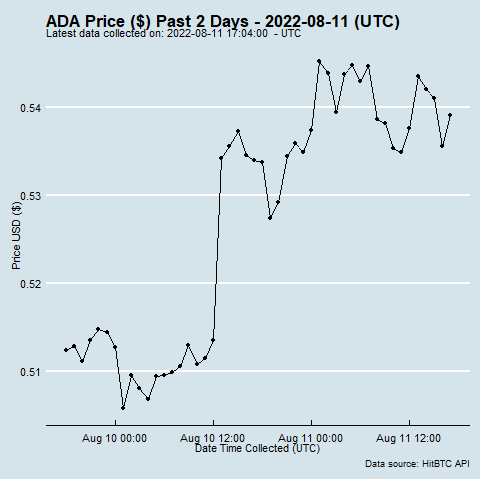 ADA Price ($) Past 2 Days - 2022-08-11 (UTC)
Latest data collected on: 2022-08-11 17:04:00  - UTC
Price USD ($)
0.54
0.53
0.52
0.51
Aug 10 00:00
Aug 10 12:00
Aug 11 00:00
Aug 11 12:00
Date Time Collected (UTC)
Data source: HitBTC API